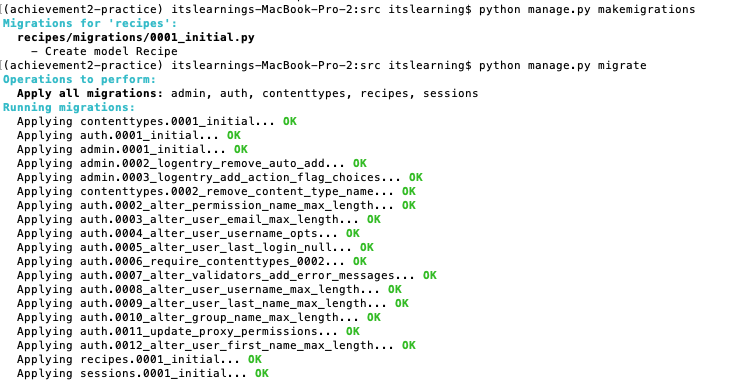 [(achievement2-practice) itslearnings-MacBook-Pro-2:src itslearning$ python manage.py makemigrations
Migrations for 'recipes':
  recipes/migrations/0001_initial.py
    - Create model Recipe
[(achievement2-practice) itslearnings-MacBook-Pro-2:src itslearning$ python manage.py migrate
Operations to perform:
  Apply all migrations: admin, auth, contenttypes, recipes, sessions
Running migrations:
  Applying contenttypes.0001_initial... OK
  Applying auth.0001_initial... OK
  Applying admin.0001_initial... OK
  Applying admin.0002_logentry_remove_auto_add... OK
  Applying admin.0003_logentry_add_action_flag_choices... OK
  Applying contenttypes.0002_remove_content_type_name... OK
  Applying auth.0002_alter_permission_name_max_length... OK
  Applying auth.0003_alter_user_email_max_length... OK
  Applying auth.0004_alter_user_username_opts... OK
  Applying auth.0005_alter_user_last_login_null... OK
  Applying auth.0006_require_contenttypes_0002... OK
  Applying auth.0007_alter_validators_add_error_messages... OK
  Applying auth.0008_alter_user_username_max_length... OK
  Applying auth.0009_alter_user_last_name_max_length... OK
  Applying auth.0010_alter_group_name_max_length... OK
  Applying auth.0011_update_proxy_permissions... OK
  Applying auth.0012_alter_user_first_name_max_length... OK
  Applying recipes.0001_initial... OK
  Applying sessions.0001_initial... OK